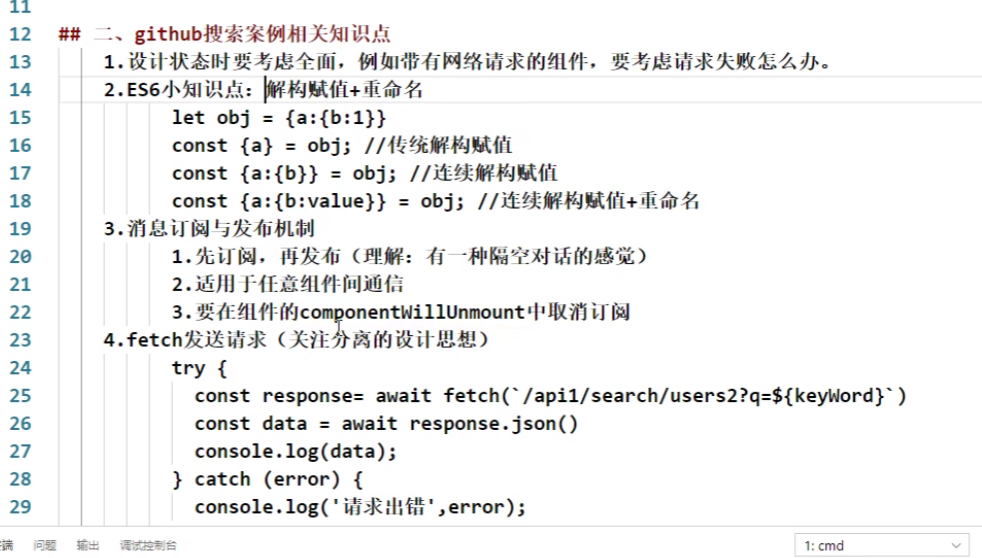 11
12 ## 二、github搜索案例相关知识点
13 1.设计状态时要考虑全面，例如带有网络请求的组件，要考虑请求失败怎么办。
14 2.ES6小知识点：解构赋值+重命名
15 let obj = {a:{b:1}}
16 const {a} = obj; //传统解构赋值
17 const {a:{b}} = obj; //连续解构赋值
18 const {a:{b:value}} = obj; //连续解构赋值+重命名
19 3.消息订阅与发布机制
20 1.先订阅，再发布（理解：有一种隔空对话的感觉）
21 2.适用于任意组件间通信
22 3.要在组件的componentWillUnmount中取消订阅
23 4.fetch发送请求（关注分离的设计思想）
24 try {
25 const response= await fetch(`/api1/search/users2?q=${keyWord}`)
26 const data = await response.json()
27 console.log(data);
28 } catch (error) {
29 console.log('请求出错',error);
端 问题 输出 调试控制台 1: cmd